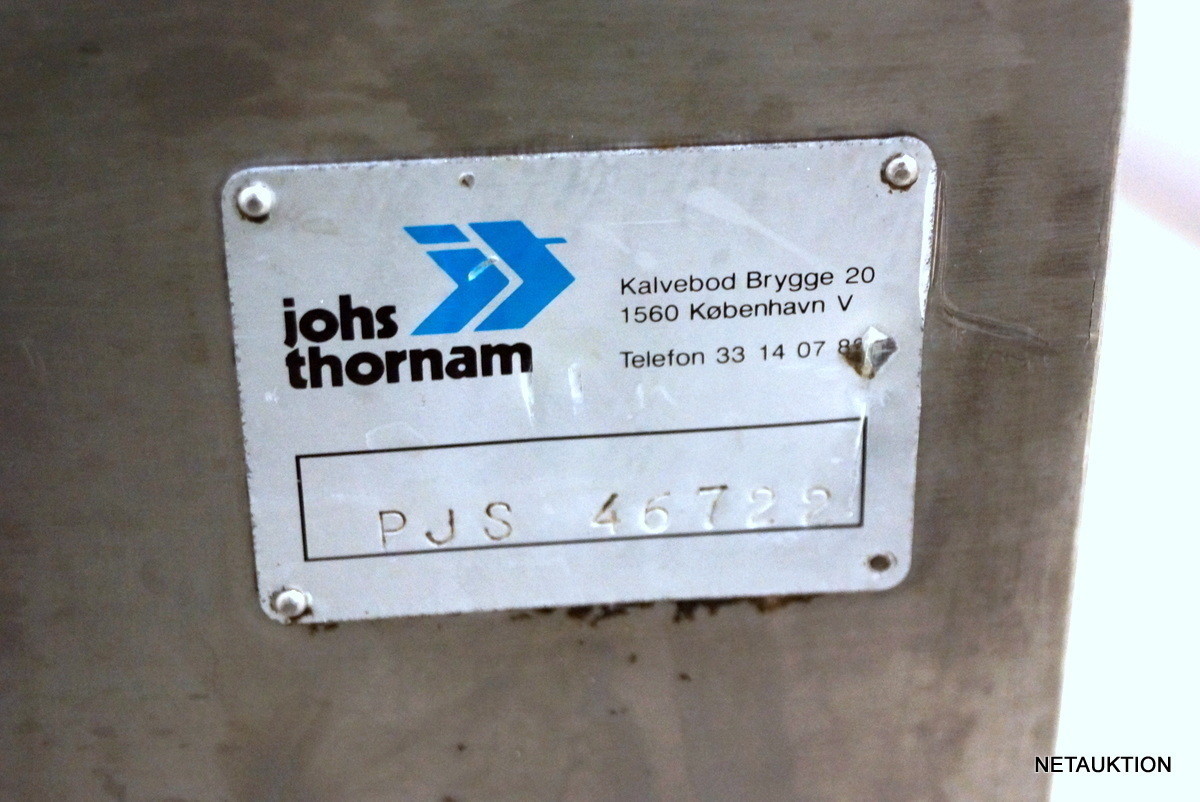 johs
thornam
Kalvebod Brygge 20
1560 København V
Telefon 33 14 07
PJS 46722
NETAUKTION